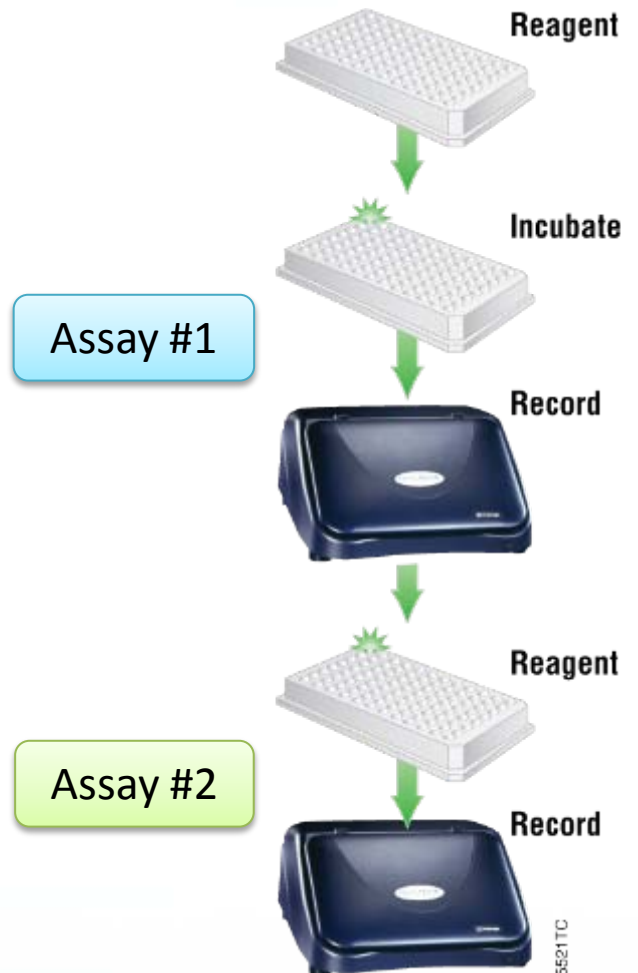 Reagent
Incubate
Assay #1
Record
Reagent
Assay #2
Record
5521TC